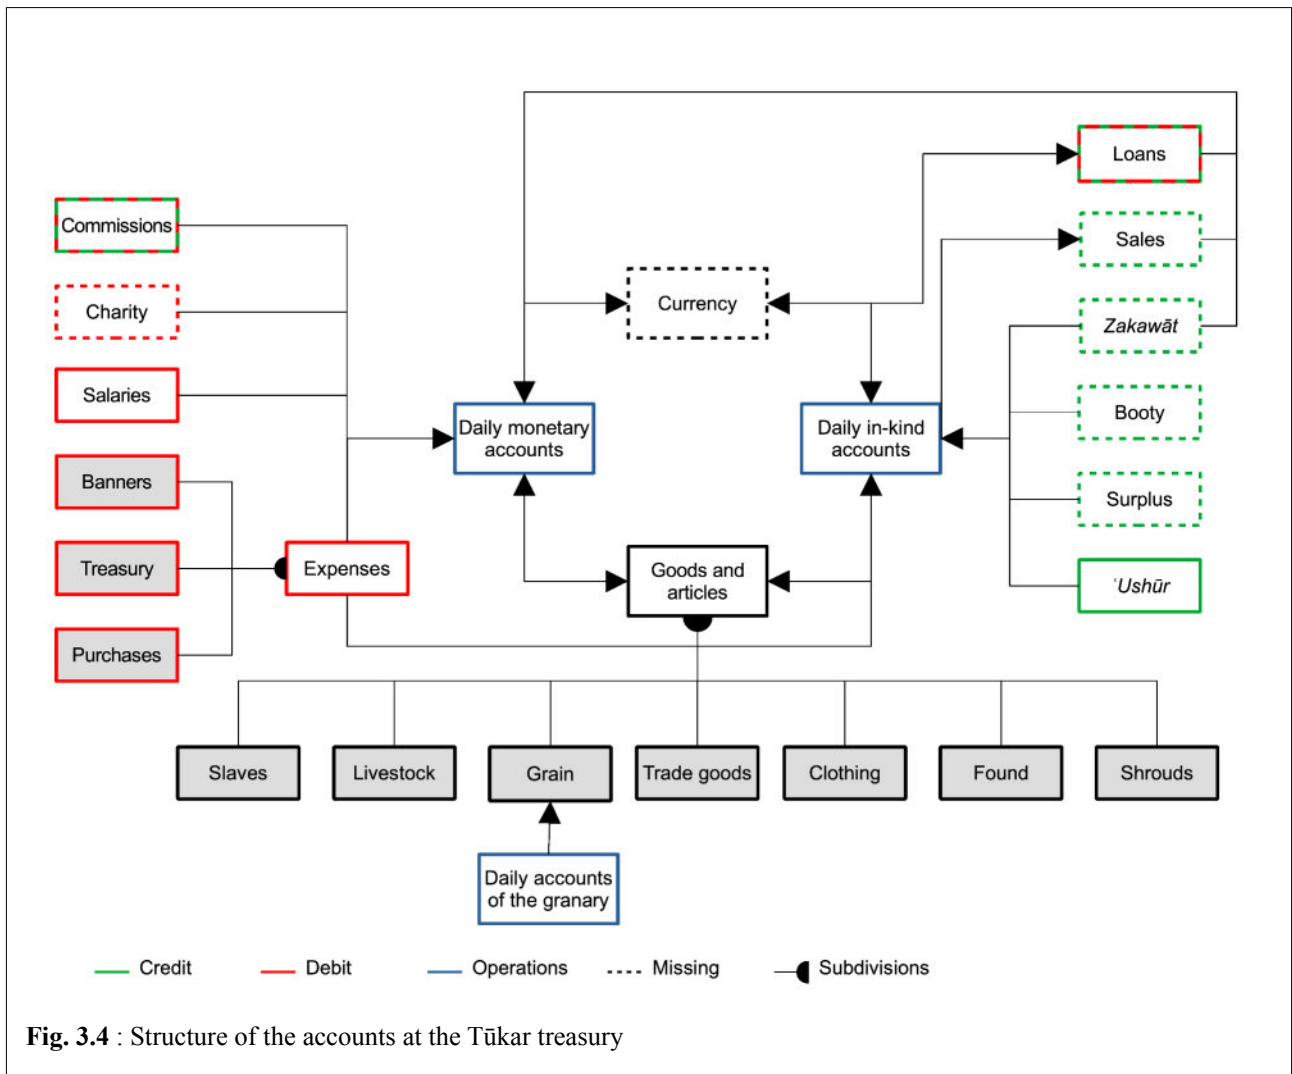 Loans
Commissions
Sales
Charity
Currency
Zakawāt
Salaries
Daily monetary
accounts
Daily in-kind
accounts
Booty
Banners
Surplus
Treasury
Expenses
Goods and
articles
ʿUshūr
Purchases
Slaves
Livestock
Grain
Trade goods
Clothing
Found
Shrouds
Daily accounts
of the granary
Credit
Debit
Operations
Missing
Subdivisions
Fig. 3.4 : Structure of the accounts at the Tūkar treasury